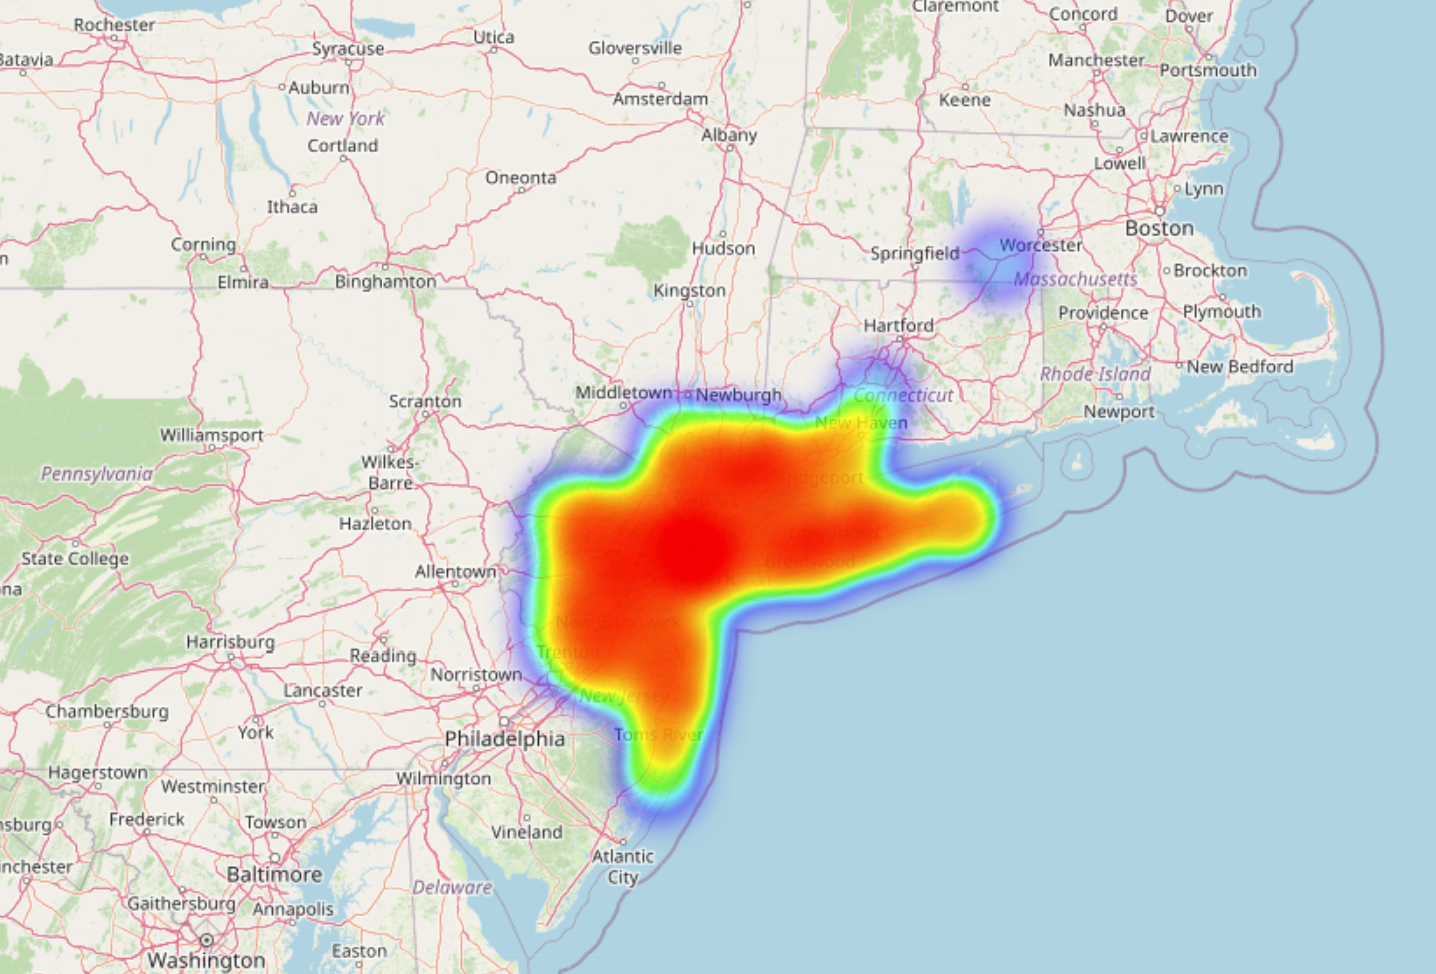 Claremont
Concord
Dover
Rochester
Utica
Syracuse
Gloversville
Batavia
Manchester
Portsmouth
Auburn
Amsterdam
Keene
Nashua
New York
Albany
Lawrence
Cortland
Lowell
Oneonta
Lynn
Ithaca
Boston
Corning
Hudson
Springfield
Worcester
Brockton
Elmira
Binghamton
Massachusetts
Kingston
Providence
Plymouth
Hartford
New Bedford
Rhode Island
Middletown
Newburgh
Connecticut
Scranton
Newport
New Haven
Williamsport
Wilkes-
Barre
Pennsylvania
Bridgeport
Hazleton
State College
Brentwood
Allentown
New Brunswick
Harrisburg
Trenton
Reading
Norristown
Lancaster
New Jersey
Chambersburg
York
Philadelphia
Toms River
Hagerstown
Westminster
Wilmington
Frederick
Towson
Vineland
Atlantic
City
Baltimore
Delaware
Gaithersburg
Annapolis
Easton
Washington